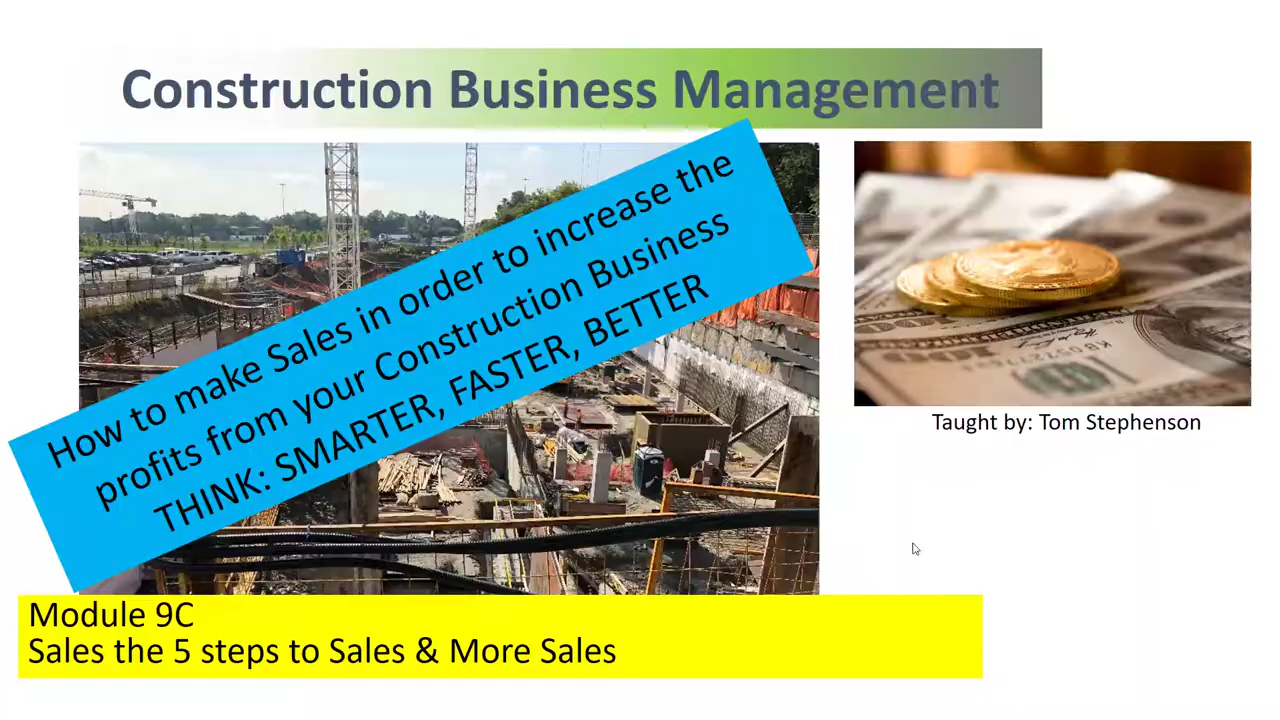 Construction Business Management
How to make Sales in order to increase the
profits from your Construction Business
THINK: SMARTER, FASTER, BETTER
Taught by: Tom Stephenson
Module 9C
Sales the 5 steps to Sales & More Sales